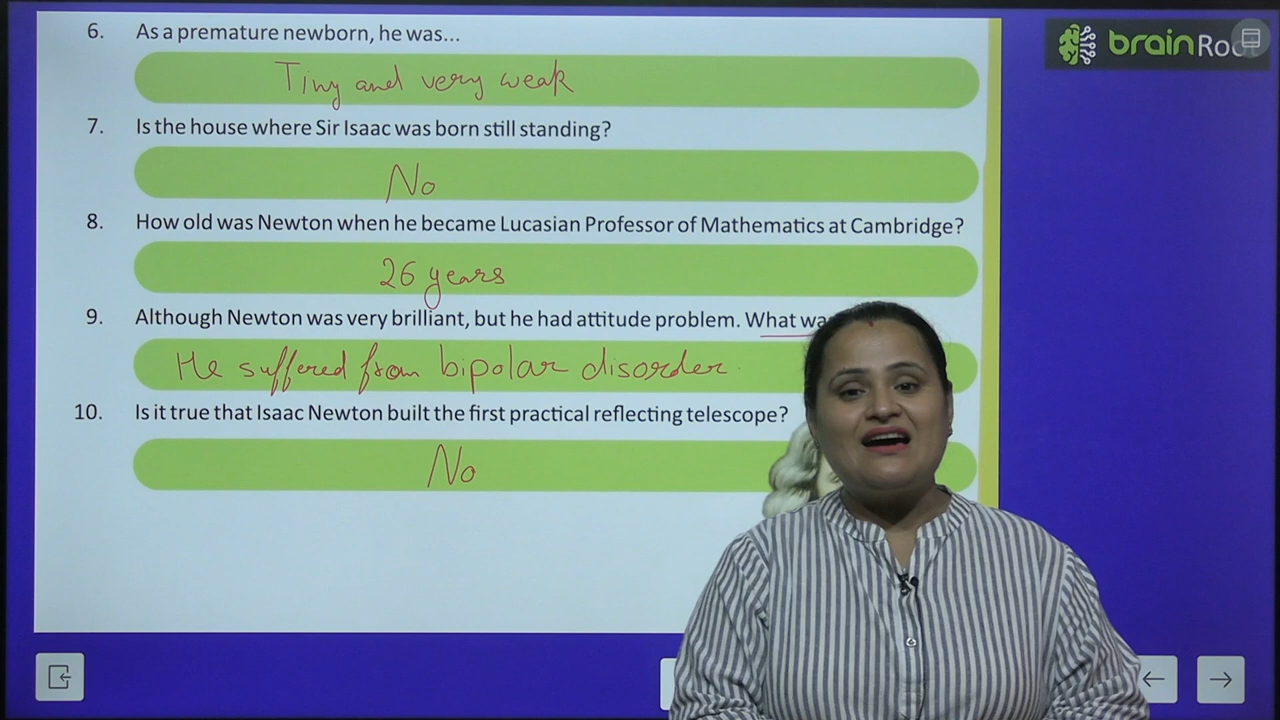 brainRoot
6. As a premature newborn, he was...
Tiny and very weak
7. Is the house where Sir Isaac was born still standing?
No
8. How old was Newton when he became Lucasian Professor of Mathematics at Cambridge?
26 years
9. Although Newton was very brilliant, but he had attitude problem. What
He suffered from bipolar disorder.
10. Is it true that Isaac Newton built the first practical reflecting telescope?
No